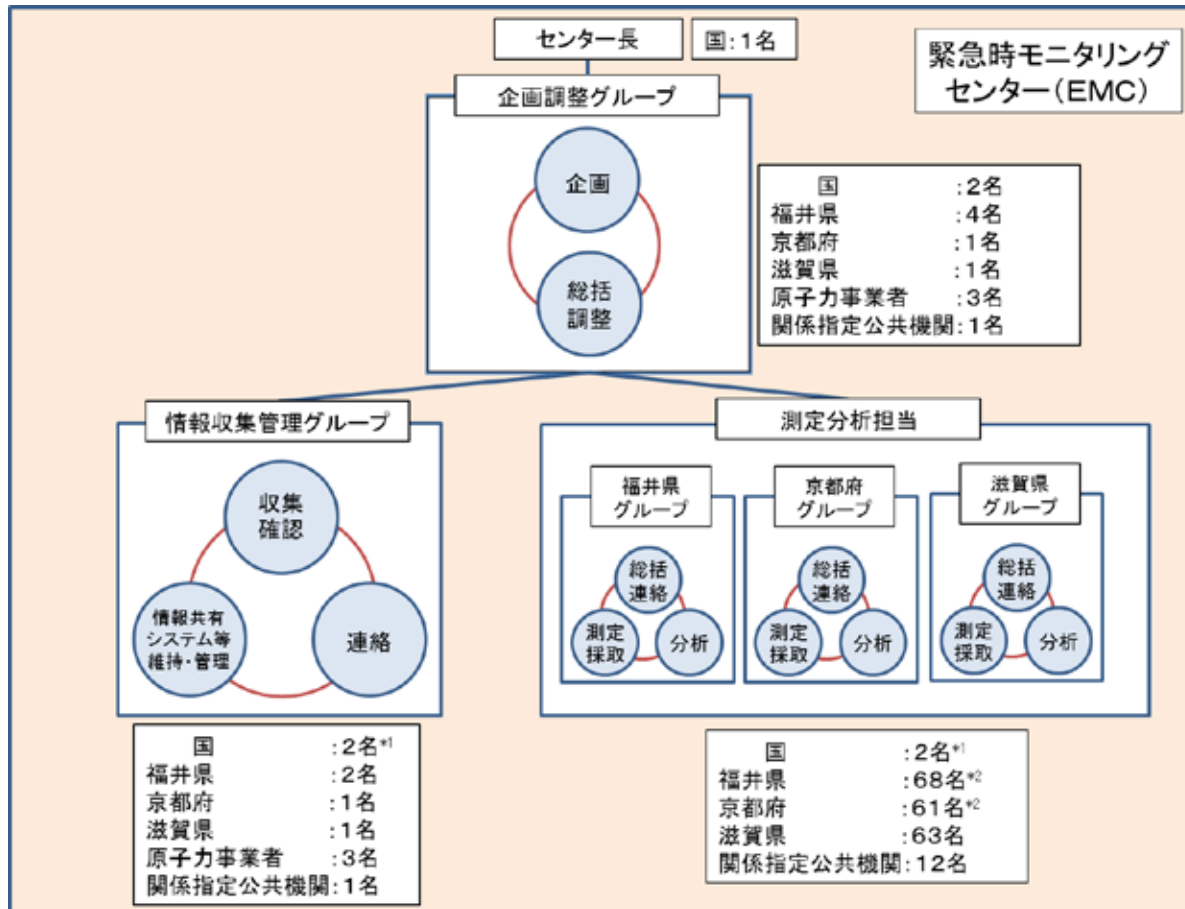 センター長
国:1名
緊急時モニタリング
センター(EMC)
企画調整グループ
企画
総括
調整
国 :2名
福井県 :4名
京都府 :1名
滋賀県 :1名
原子力事業者 :3名
関係指定公共機関:1名
情報収集管理グループ
収集
確認
情報共有
システム等
維持・管理
連絡
国 :2名*1
福井県 :2名
京都府 :1名
滋賀県 :1名
原子力事業者 :3名
関係指定公共機関:1名
測定分析担当
福井県
グループ
総括
連絡
測定
採取
分析
京都府
グループ
総括
連絡
測定
採取
分析
滋賀県
グループ
総括
連絡
測定
採取
分析
国 :2名*1
福井県 :68名*2
京都府 :61名*2
滋賀県 :63名
関係指定公共機関:12名